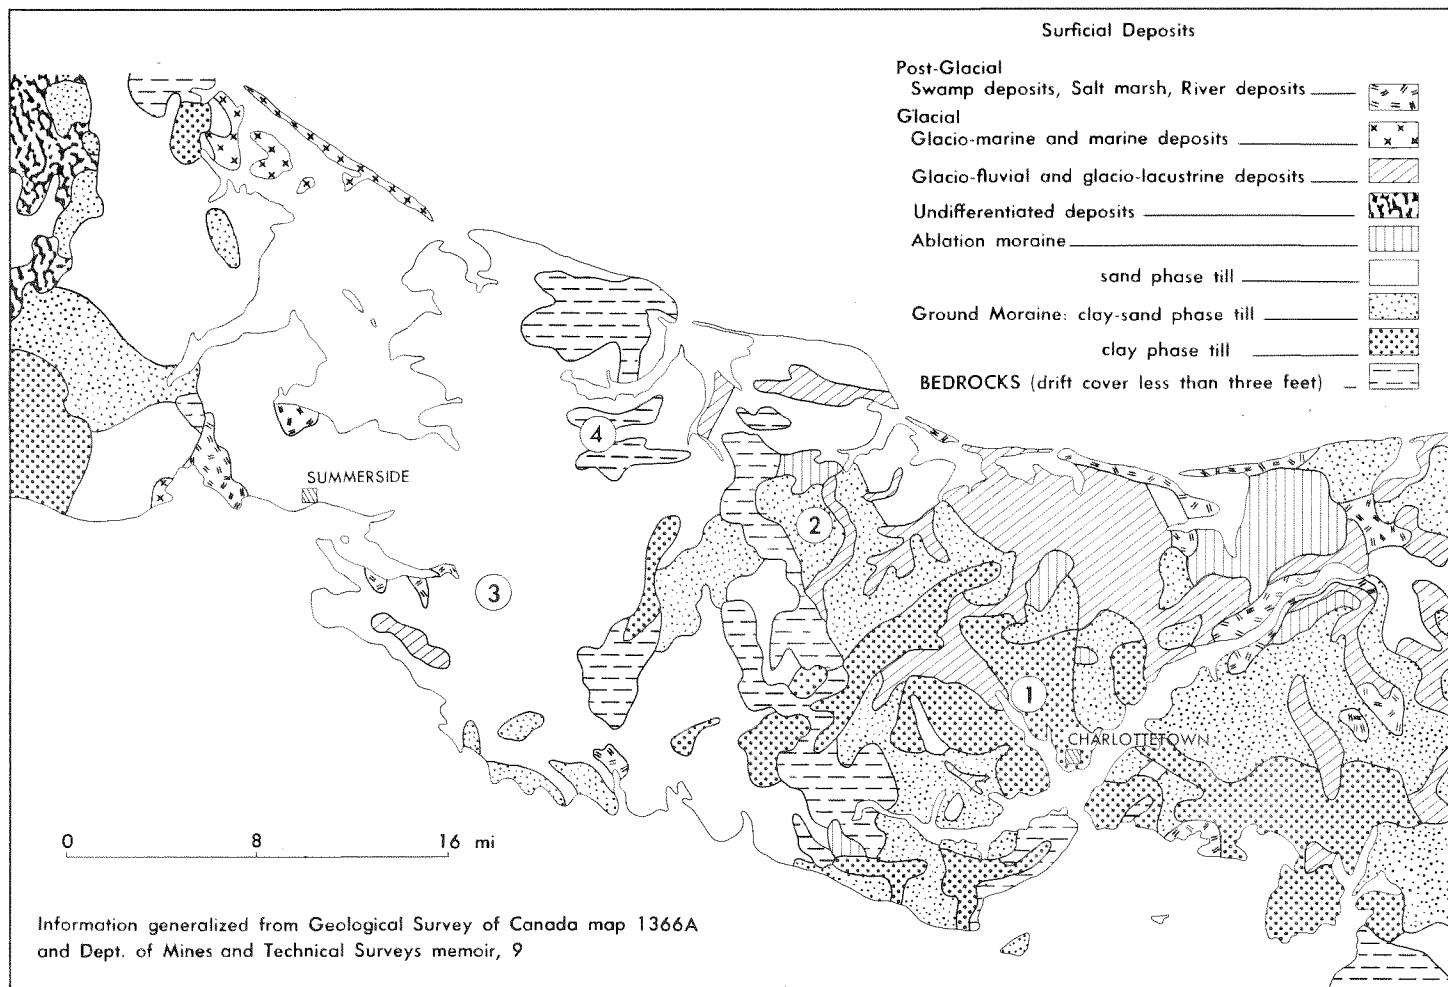 Surficial Deposits
Post-Glacial
Swamp deposits, Salt marsh, River deposits
Glacial
Glacio-marine and marine deposits
Glacio-fluvial and glacio-lacustrine deposits
Undifferentiated deposits
Ablation moraine
sand phase till
Ground Moraine: clay-sand phase till
clay phase till
BEDROCKS (drift cover less than three feet)
4
SUMMERSIDE
2
3
1
CHARLOTTETOWN
0 8 16 mi
Information generalized from Geological Survey of Canada map 1366A
and Dept. of Mines and Technical Surveys memoir, 9